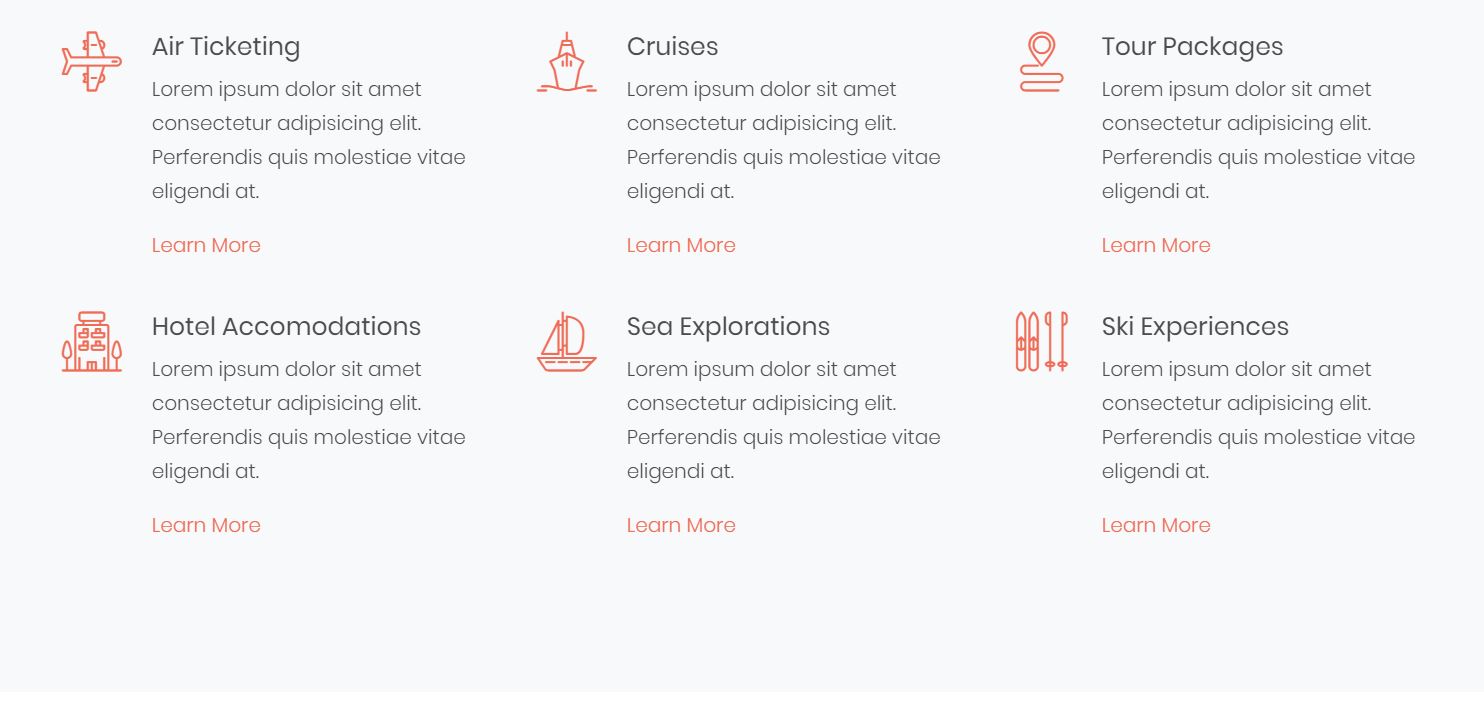 Air Ticketing
Lorem ipsum dolor sit amet
consectetur adipisicing elit.
Perferendis quis molestiae vitae
eligendi at.
Learn More
Cruises
Lorem ipsum dolor sit amet
consectetur adipisicing elit.
Perferendis quis molestiae vitae
eligendi at.
Learn More
Tour Packages
Lorem ipsum dolor sit amet
consectetur adipisicing elit.
Perferendis quis molestiae vitae
eligendi at.
Learn More
Hotel Accomodations
Lorem ipsum dolor sit amet
consectetur adipisicing elit.
Perferendis quis molestiae vitae
eligendi at.
Learn More
Sea Explorations
Lorem ipsum dolor sit amet
consectetur adipisicing elit.
Perferendis quis molestiae vitae
eligendi at.
Learn More
Ski Experiences
Lorem ipsum dolor sit amet
consectetur adipisicing elit.
Perferendis quis molestiae vitae
eligendi at.
Learn More